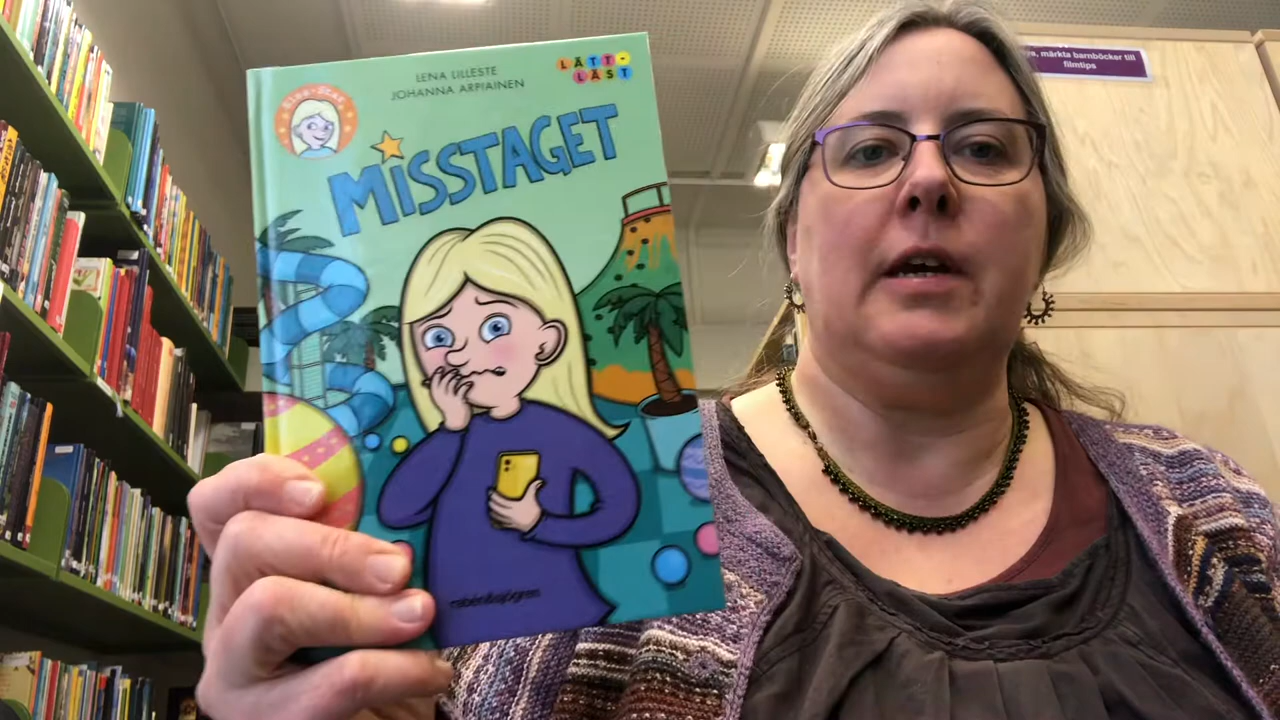 LENA LILLESTE
JOHANNA ARPIAINEN
LÄTT-
LÄST
MISSTAGET
rabén&sjögren
märkta barnböcker till
filmtips